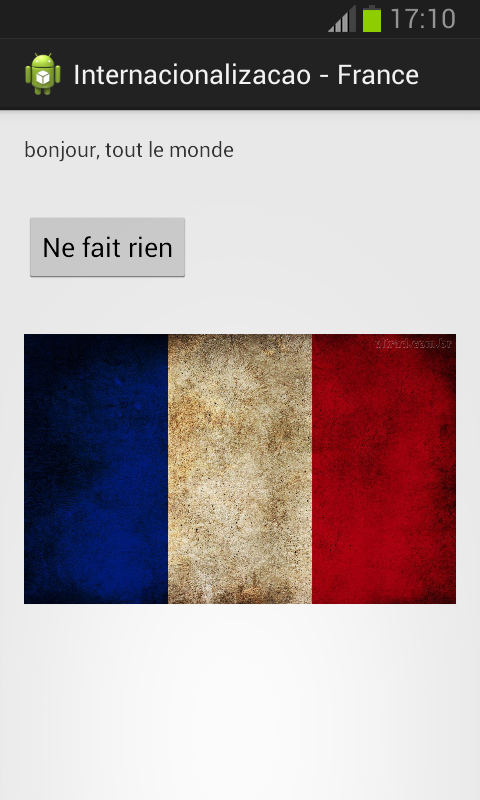 17:10
Internacionalizacao - France
bonjour, tout le monde
Ne fait rien